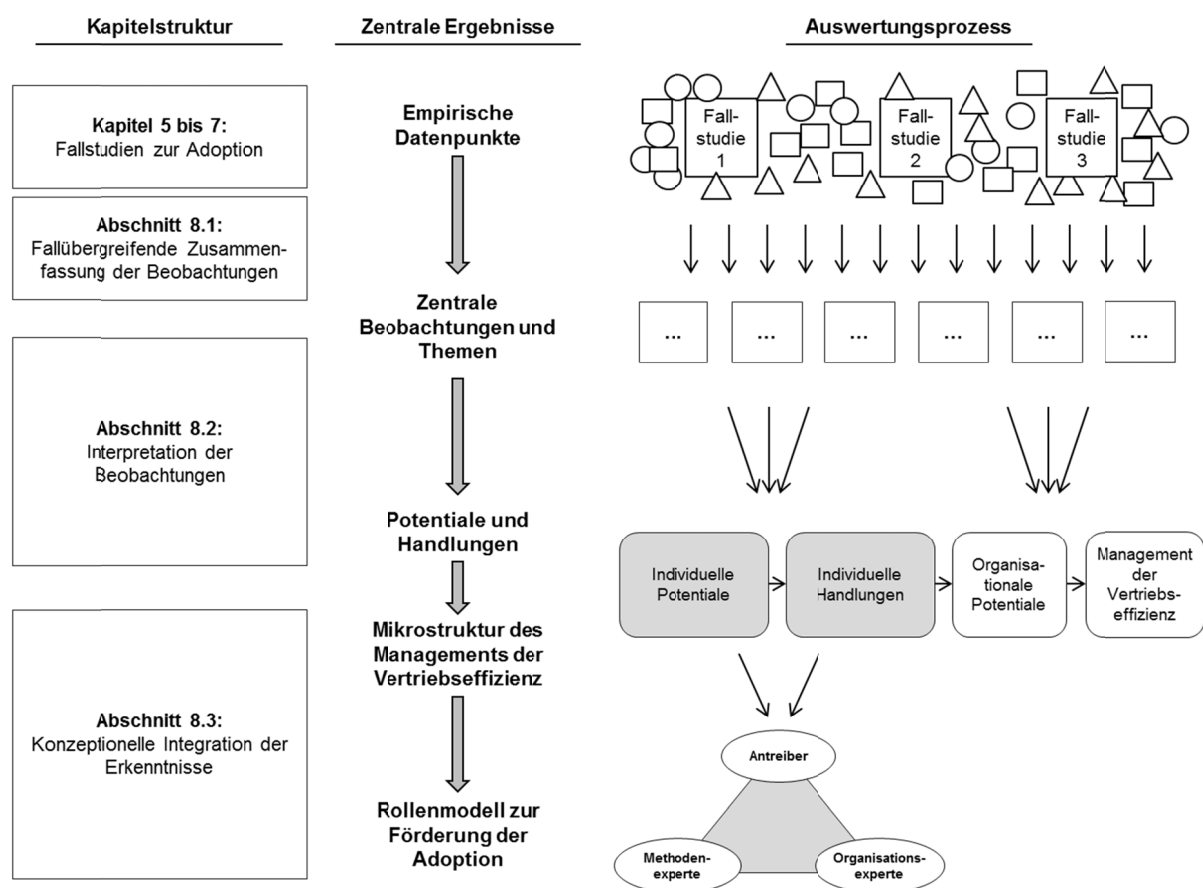 Kapitelstruktur
Zentrale Ergebnisse
Auswertungsprozess
Kapitel 5 bis 7:
Fallstudien zur Adoption
Abschnitt 8.1:
Fallübergreifende Zusammen-
fassung der Beobachtungen
Abschnitt 8.2:
Interpretation der
Beobachtungen
Abschnitt 8.3:
Konzeptionelle Integration der
Erkenntnisse
Empirische
Datenpunkte
Zentrale
Beobachtungen und
Themen
Potentiale und
Handlungen
Mikrostruktur des
Managements der
Vertriebseffizienz
Rollenmodell zur
Förderung der
Adoption
Fall-
studie
1
Fall-
studie
2
Fall-
studie
3
...
...
...
...
...
...
Individuelle
Potentiale
Individuelle
Handlungen
Organisa-
tionale
Potentiale
Management
der
Vertriebs-
effizienz
Antreiber
Methoden-
experte
Organisations-
experte